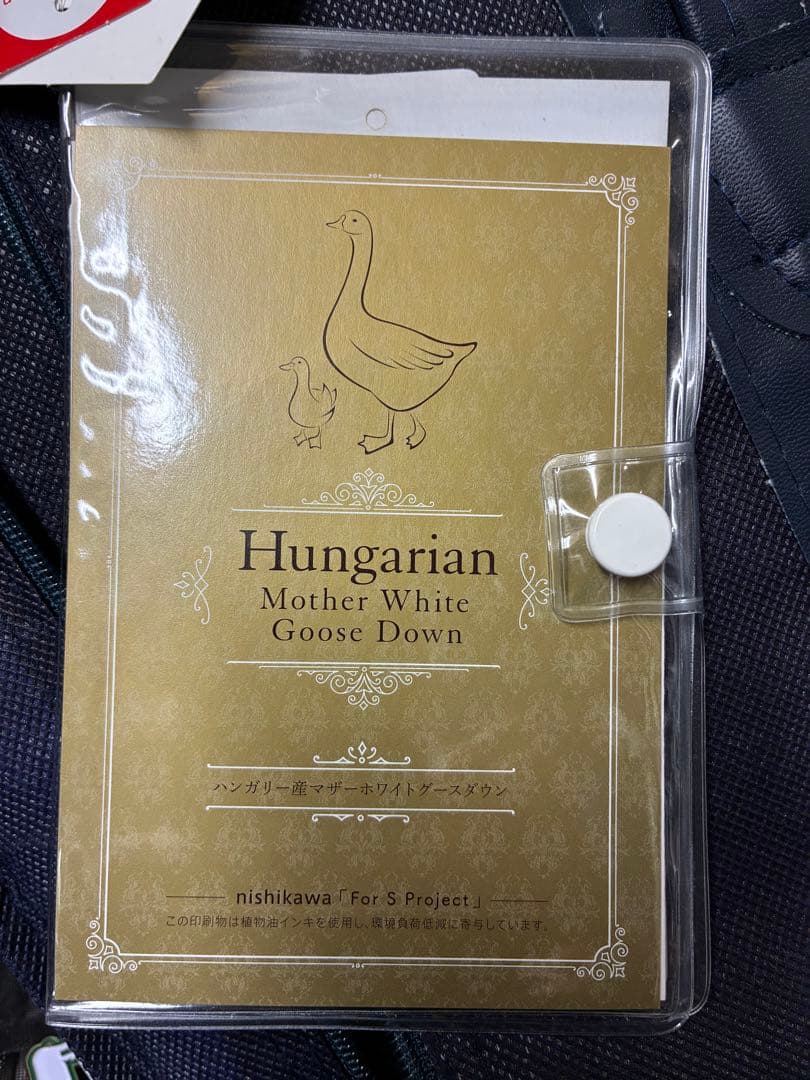 Hungarian
Mother White
Goose Down
ハンガリー産マザーホワイトグースダウン
nishikawa「For S Project」
この印刷物は植物油インキを使用し、環境負荷低減に寄与しています。